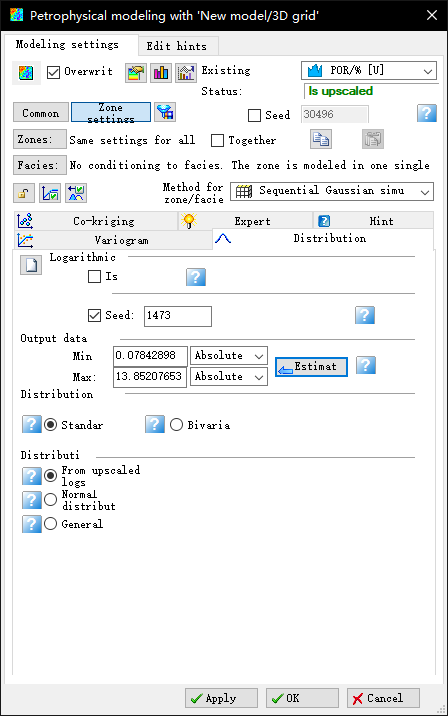 Petrophysical modeling with 'New model/3D grid'
Modeling settings
Edit hints
Overwrit
Existing
POR/% [U]
Status:
Is upscaled
Common
Zone settings
Seed
30496
Zones:
Same settings for all
Together
Facies:
No conditioning to facies. The zone is modeled in one single
Method for zone/facie
Sequential Gaussian simu
Co-kriging
Expert
Hint
Variogram
Distribution
Logarithmic
Is
Seed:
1473
Output data
Min
0.07842898
Absolute
Max:
13.85207653
Absolute
Estimat
Distribution
Standar
Bivaria
Distributi
From upscaled
logs
Normal
distribut
General
Apply
OK
Cancel